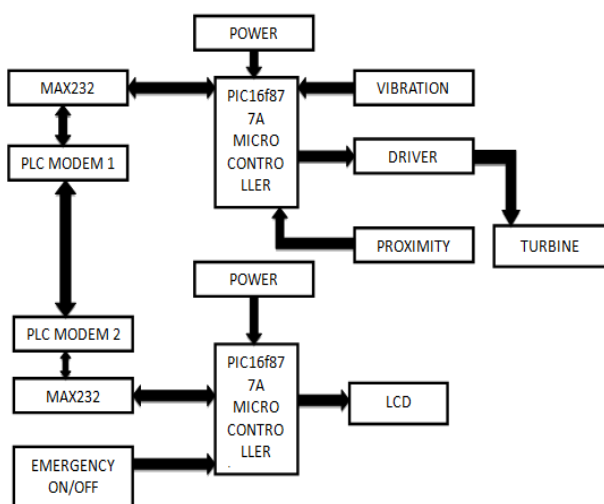 POWER
MAX232
PIC16f87
7A
MICRO
CONTRO
LLER
VIBRATION
PLC MODEM 1
DRIVER
PROXIMITY
TURBINE
POWER
PLC MODEM 2
MAX232
PIC16f87
7A
MICRO
CONTRO
LLER
LCD
EMERGENCY
ON/OFF